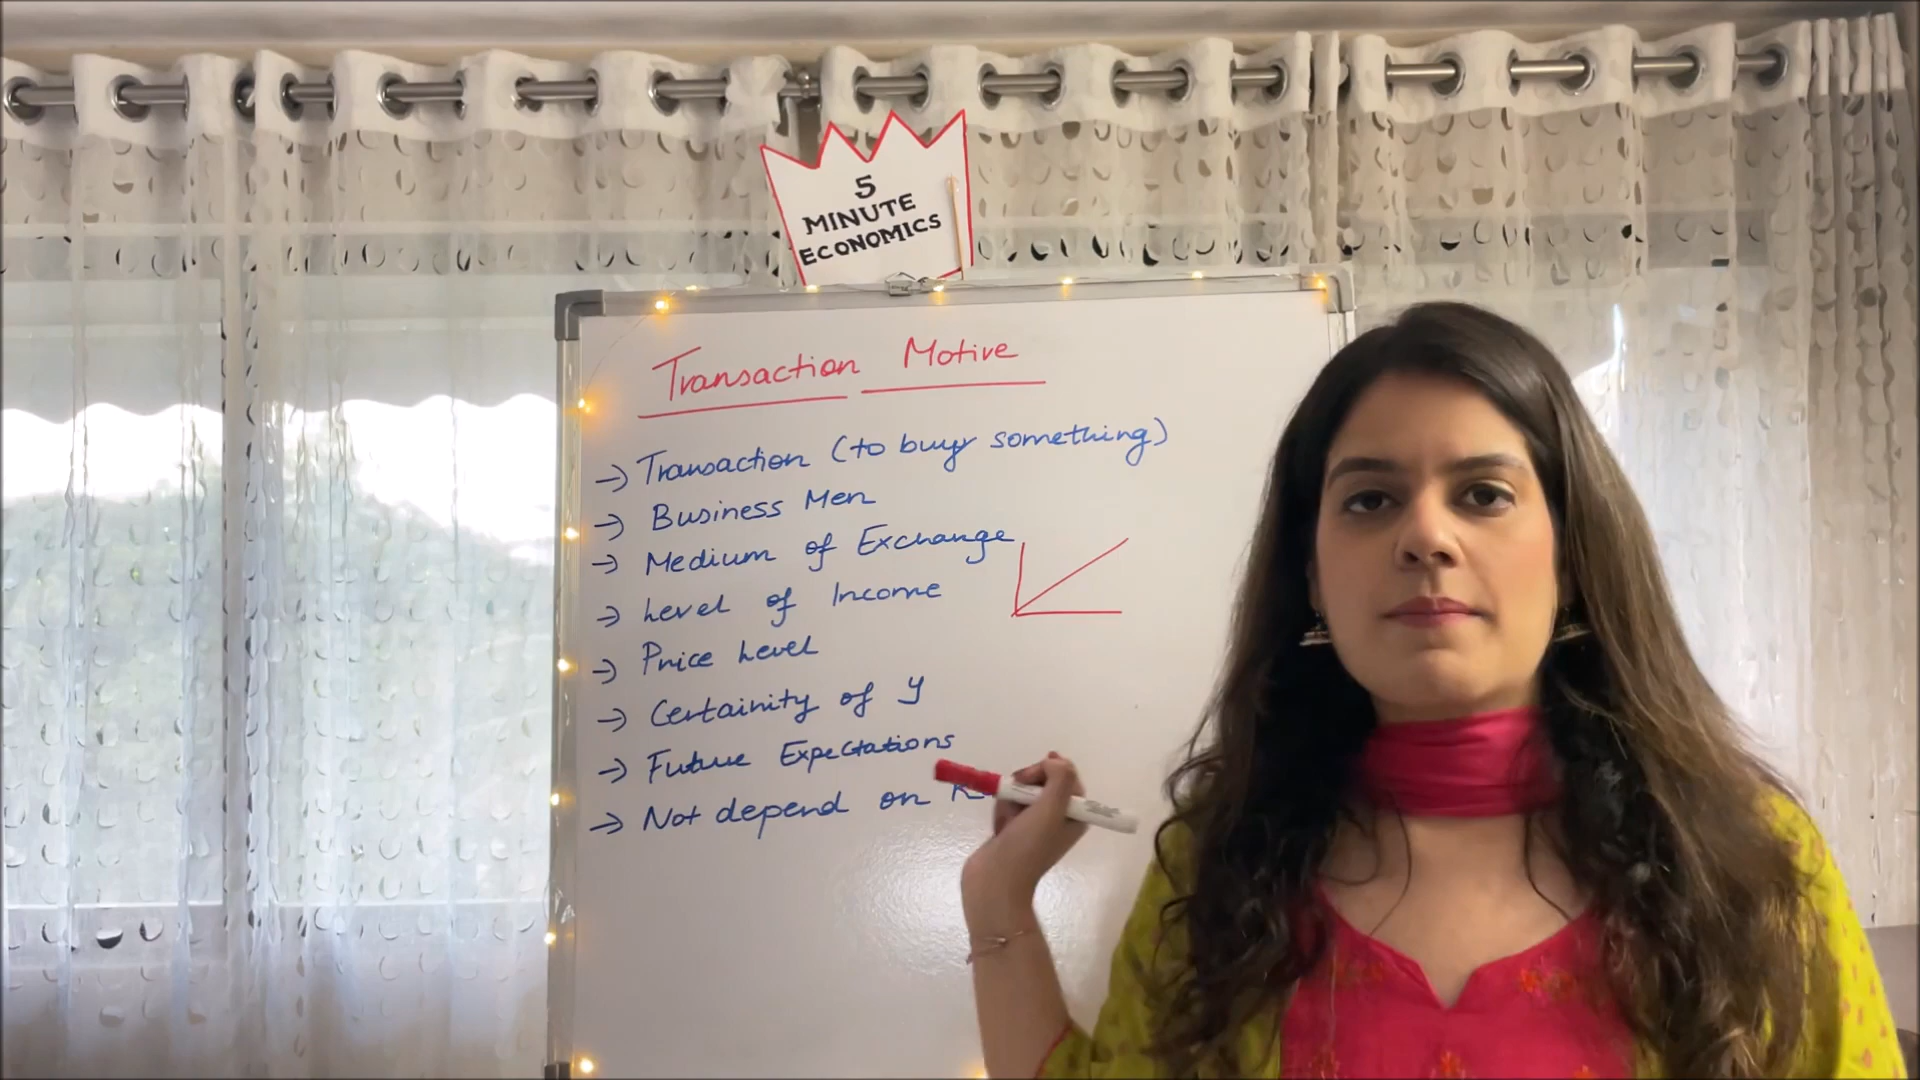 5
MINUTE
ECONOMICS
Transaction Motive
→ Transaction (to buy something)
→ Business Men
→ Medium of Exchange
→ Level of Income
→ Price Level
→ Certainity of Y
→ Future Expectations
→ Not depend on